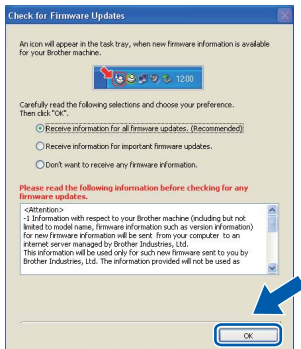 Check for Firmware Updates
An icon will appear in the task tray, when new firmware information is available
for your Brother machine.
12:00
Carefully read the following selections and choose your preference.
Then click "OK".
Receive information for all firmware updates. (Recommended)
Receive information for important firmware updates.
Don't want to receive any firmware information.
Please read the following information before checking for any
firmware updates.
<Attention>
-1 Information with respect to your Brother machine (including but not
limited to model name, firmware information such as version information)
for new firmware information will be sent from your computer to an
internet server managed by Brother Industries, Ltd.
This information will be used only for such new firmware sent to you by
Brother Industries, Ltd. The information provided will not be used as
OK